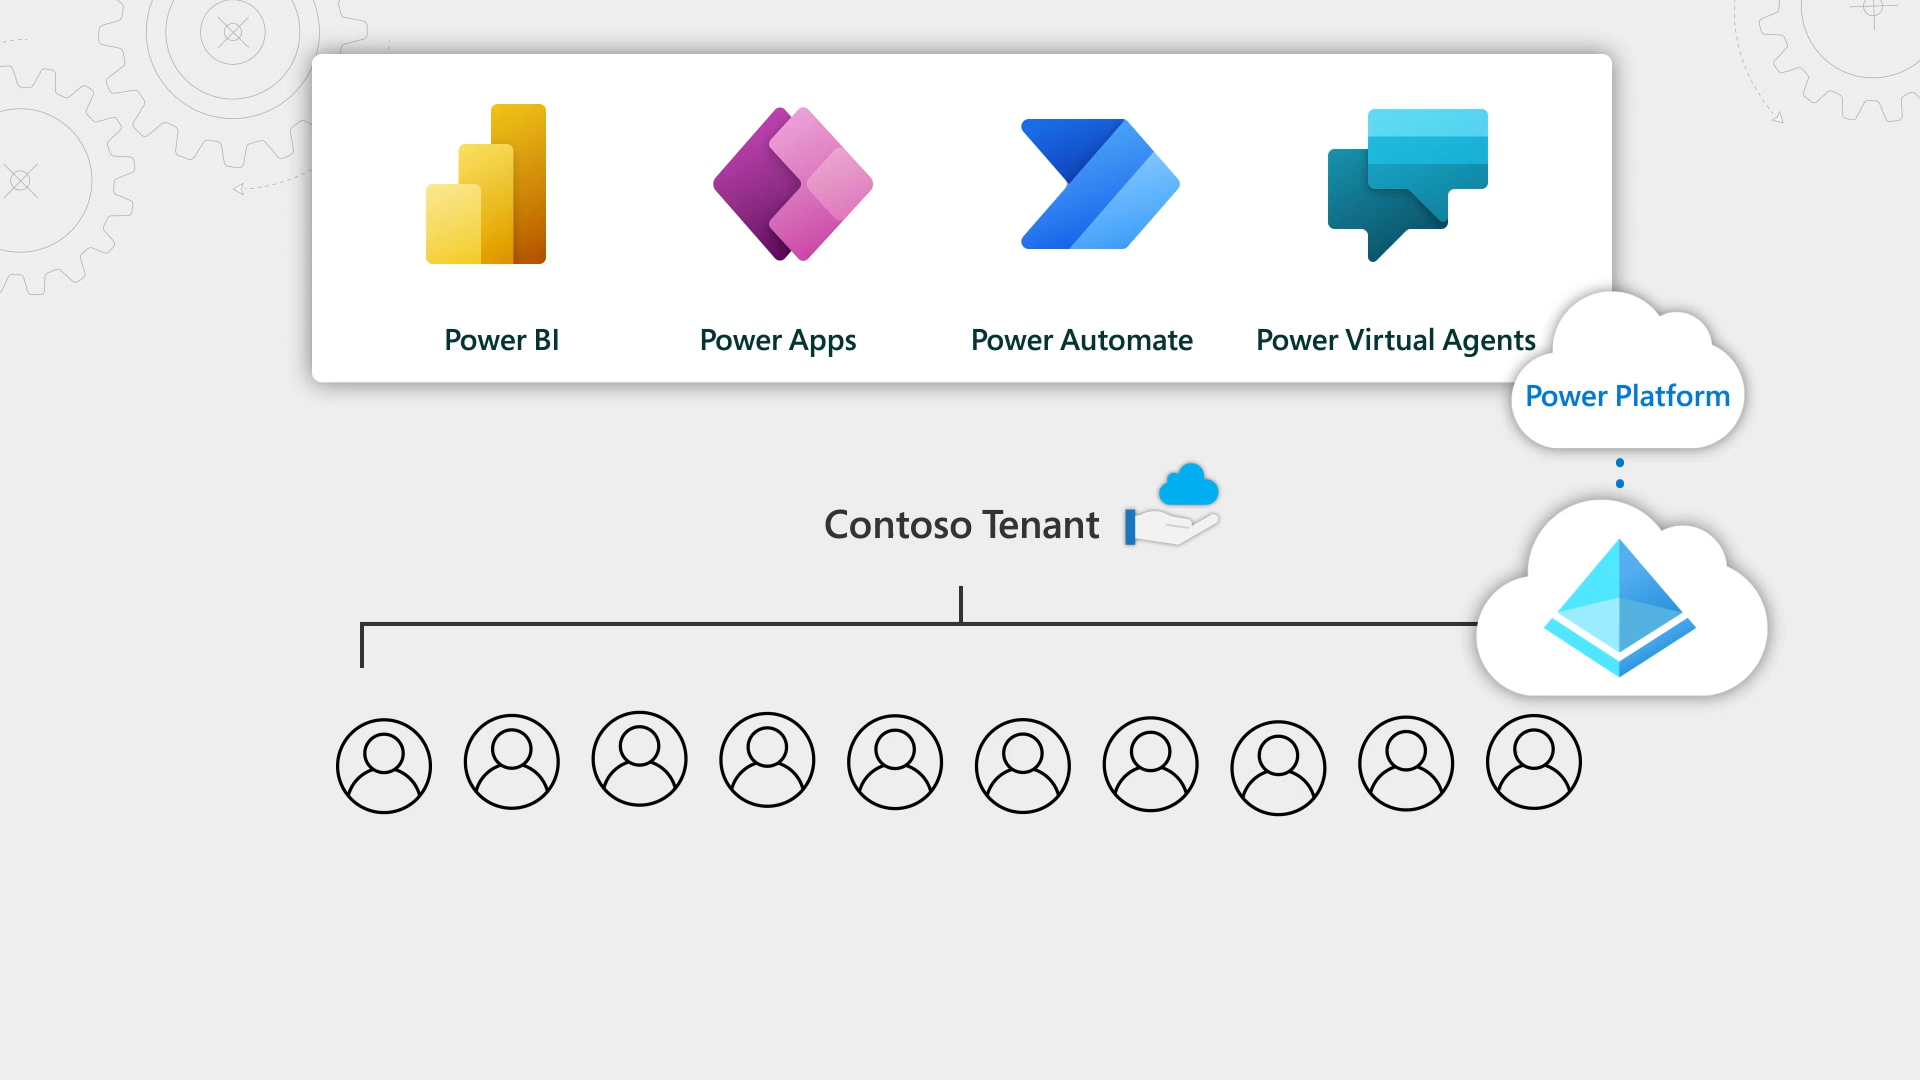 Power BI
Power Apps
Power Automate
Power Virtual Agents
Power Platform
Contoso Tenant